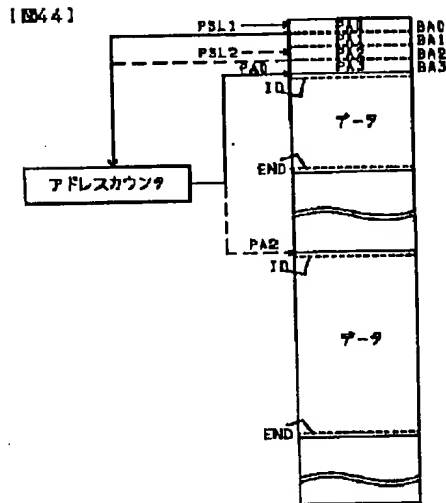 【図44】
PSL1 BA0
PA1 BA1
PSL2 PA2 BA2
PA0 PA3 BA3
ID
データ
END
アドレスカウンタ
PA2
ID
データ
END